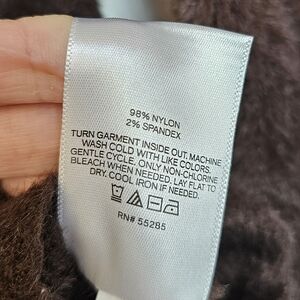 98% NYLON
2% SPANDEX
TURN GARMENT INSIDE OUT. MACHINE
WASH COLD WITH LIKE COLORS.
GENTLE CYCLE. ONLY NON-CHLORINE
BLEACH WHEN NEEDED. LAY FLAT TO
DRY. COOL IRON IF NEEDED.
RN# 55285